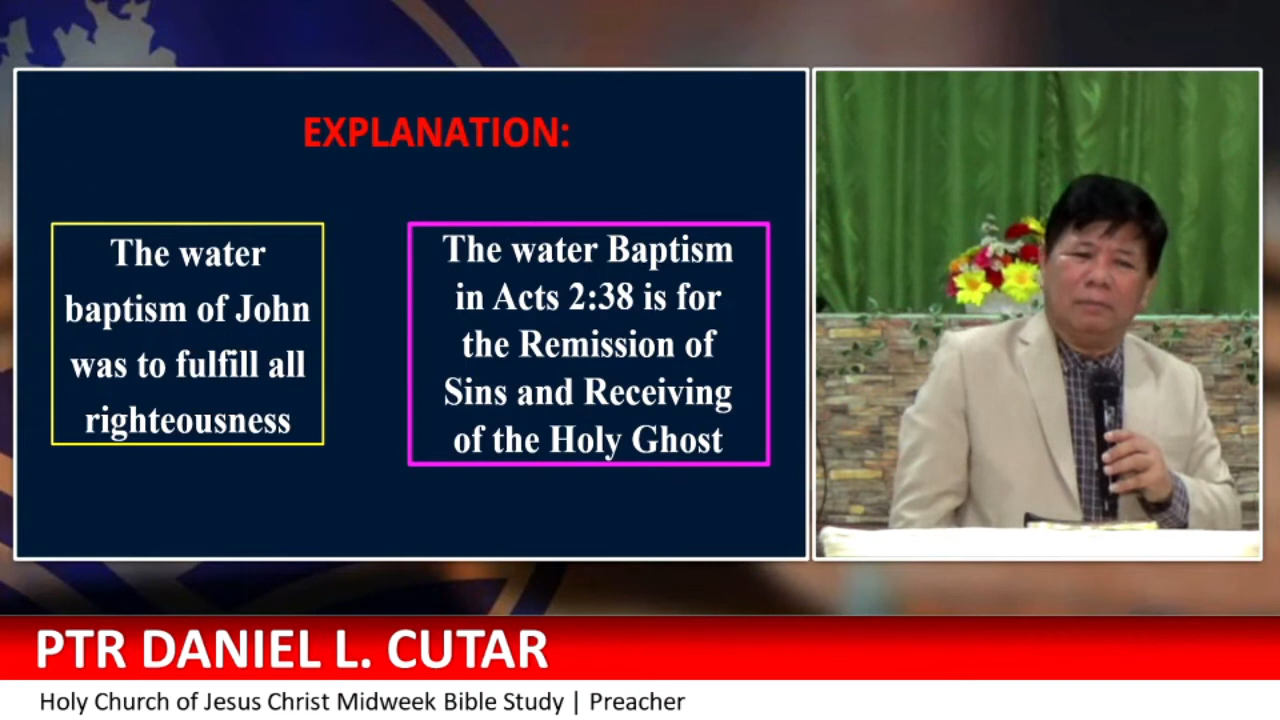 EXPLANATION:
The water
baptism of John
was to fulfill all
righteousness
The water Baptism
in Acts 2:38 is for
the Remission of
Sins and Receiving
of the Holy Ghost
PTR DANIEL L. CUTAR
Holy Church of Jesus Christ Midweek Bible Study | Preacher